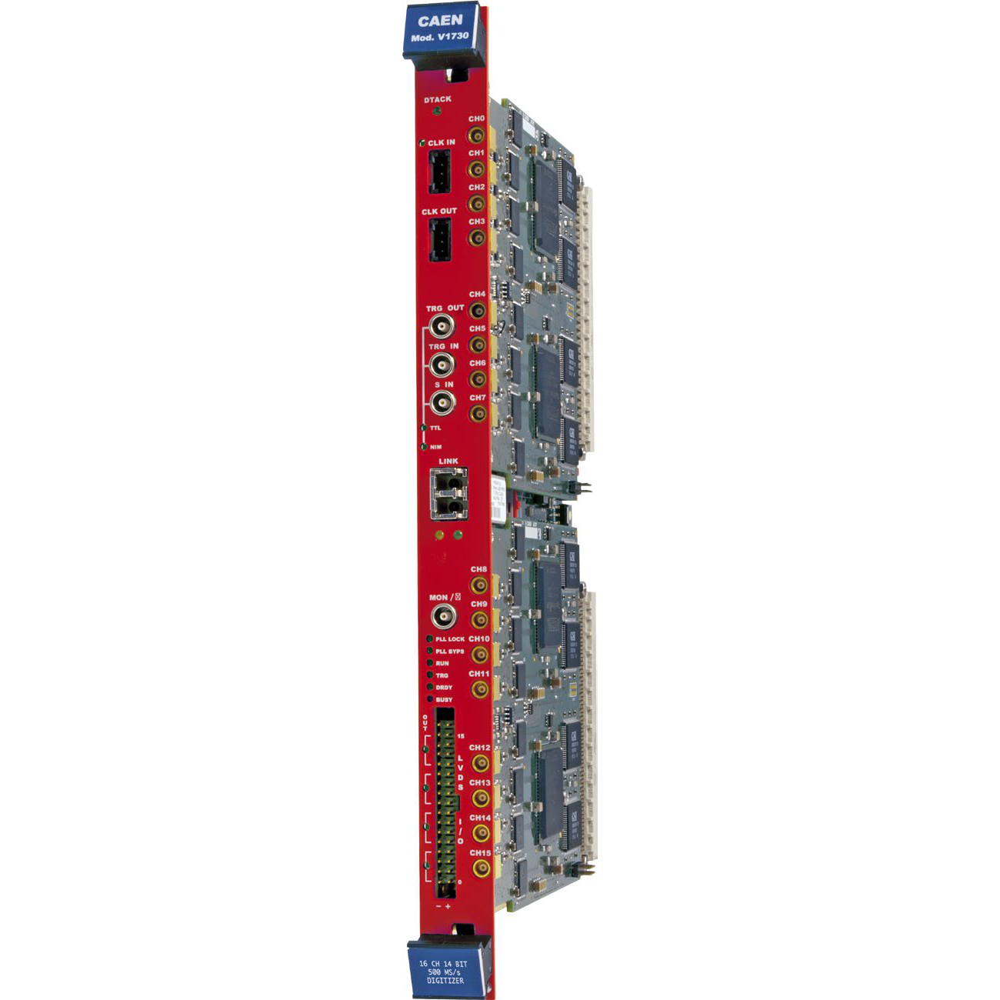 CAEN
Mod. V1730
DTACK
CH0
CLK IN
CH1
CH2
CLK OUT
CH3
CH4
TRG OUT
CH5
TRG IN
CH6
S IN
CH7
TTL
NIM
LINK
CH8
MON /
CH9
PLL LOCK
CH10
PLL BYPS
RUN
CH11
TRG
DRDY
BUSY
OUT
15
CH12
LVDS
CH13
I/O
CH14
CH15
0
− +
16 CH 14 BIT
500 MS/s
DIGITIZER